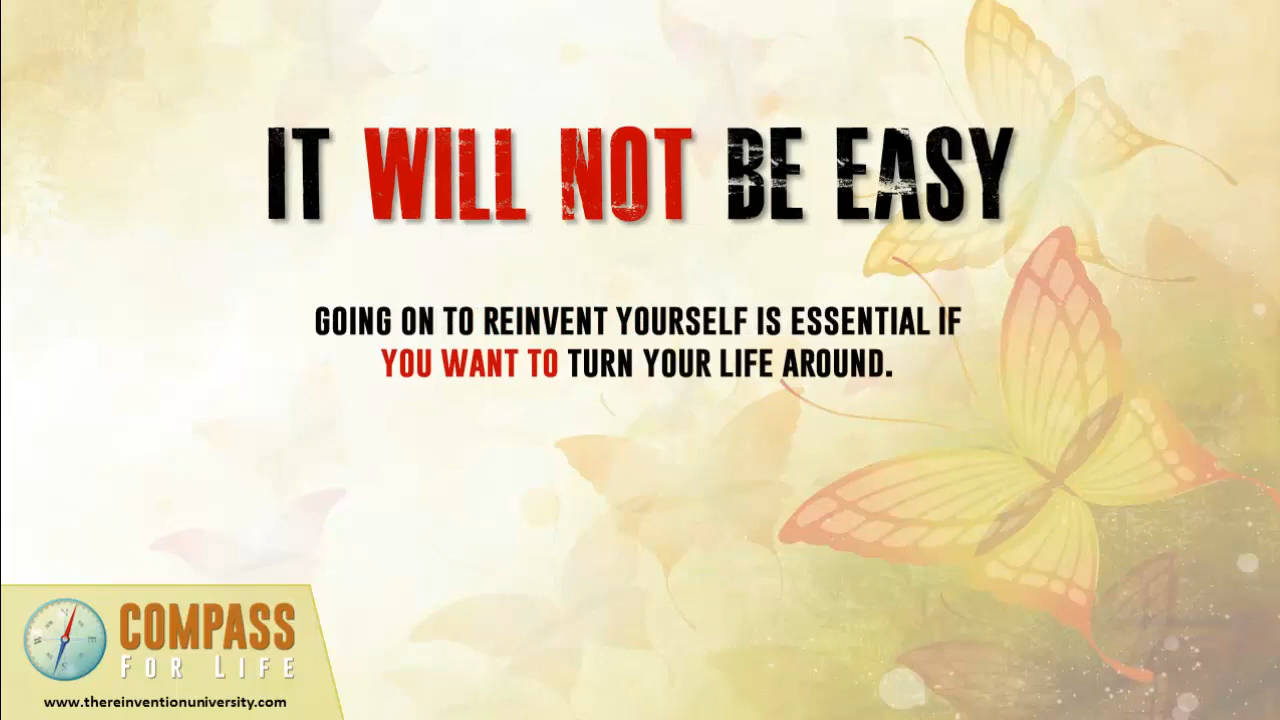 IT WILL NOT BE EASY
GOING ON TO REINVENT YOURSELF IS ESSENTIAL IF
YOU WANT TO TURN YOUR LIFE AROUND.
COMPASS
FOR LIFE
www.thereinventionuniversity.com